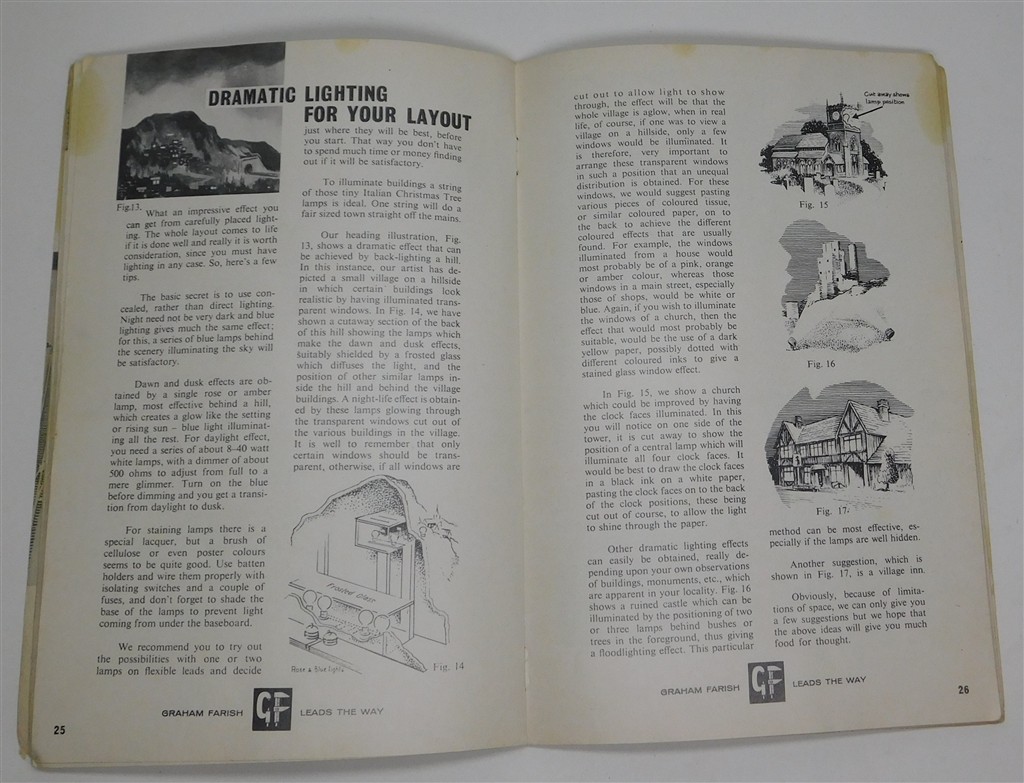 DRAMATIC LIGHTING
FOR YOUR LAYOUT
Fig.13.
What an impressive effect you
can get from carefully placed light-
ing. The whole layout comes to life
if it is done well and really it is worth
consideration, since you must have
lighting in any case. So, here's a few
tips.
The basic secret is to use con-
cealed, rather than direct lighting.
Night need not be very dark and blue
lighting gives much the same effect;
for this, a series of blue lamps behind
the scenery illuminating the sky will
be satisfactory.
Dawn and dusk effects are ob-
tained by a single rose or amber
lamp, most effective behind a hill,
which creates a glow like the setting
or rising sun – blue light illuminat-
ing all the rest. For daylight effect,
you need a series of about 8–40 watt
white lamps, with a dimmer of about
500 ohms to adjust from full to a
mere glimmer. Turn on the blue
before dimming and you get a transi-
tion from daylight to dusk.
For staining lamps there is a
special lacquer, but a brush of
cellulose or even poster colours
seems to be quite good. Use batten
holders and wire them properly with
isolating switches and a couple of
fuses, and don't forget to shade the
base of the lamps to prevent light
coming from under the baseboard.
We recommend you to try out
the possibilities with one or two
lamps on flexible leads and decide
just where they will be best, before
you start. That way you don't have
to spend much time or money finding
out if it will be satisfactory.
To illuminate buildings a string
of those tiny Italian Christmas Tree
lamps is ideal. One string will do a
fair sized town straight off the mains.
Our heading illustration, Fig.
13, shows a dramatic effect that can
be achieved by back-lighting a hill.
In this instance, our artist has de-
picted a small village on a hillside
in which certain buildings look
realistic by having illuminated trans-
parent windows. In Fig. 14, we have
shown a cutaway section of the back
of this hill showing the lamps which
make the dawn and dusk effects,
suitably shielded by a frosted glass
which diffuses the light, and the
position of other similar lamps in-
side the hill and behind the village
buildings. A night-life effect is obtain-
ed by these lamps glowing through
the transparent windows cut out of
the various buildings in the village.
It is well to remember that only
certain windows should be trans-
parent, otherwise, if all windows are
Frosted Glass
Rose & Blue lights
Fig. 14
GRAHAM FARISH GF LEADS THE WAY
25
cut out to allow light to show
through, the effect will be that the
whole village is aglow, when in real
life, of course, if one was to view a
village on a hillside, only a few
windows would be illuminated. It
is therefore, very important to
arrange these transparent windows
in such a position that an unequal
distribution is obtained. For these
windows, we would suggest pasting
various pieces of coloured tissue,
or similar coloured paper, on to
the back to achieve the different
coloured effects that are usually
found. For example, the windows
illuminated from a house would
most probably be of a pink, orange
or amber colour, whereas those
windows in a main street, especially
those of shops, would be white or
blue. Again, if you wish to illuminate
the windows of a church, then the
effect that would most probably be
suitable, would be the use of a dark
yellow paper, possibly dotted with
different coloured inks to give a
stained glass window effect.
In Fig. 15, we show a church
which could be improved by having
the clock faces illuminated. In this
you will notice on one side of the
tower, it is cut away to show the
position of a central lamp which will
illuminate all four clock faces. It
would be best to draw the clock faces
in a black ink on a white paper,
pasting the clock faces on to the back
of the clock positions, these being
cut out of course, to allow the light
to shine through the paper.
Other dramatic lighting effects
can easily be obtained, really de-
pending upon your own observations
of buildings, monuments, etc., which
are apparent in your locality. Fig. 16
shows a ruined castle which can be
illuminated by the positioning of two
or three lamps behind bushes or
trees in the foreground, thus giving
a floodlighting effect. This particular
Cut away shows
lamp position
Fig. 15
Fig. 16
Fig. 17.
method can be most effective, es-
pecially if the lamps are well hidden.
Another suggestion, which is
shown in Fig. 17, is a village inn.
Obviously, because of limita-
tions of space, we can only give you
a few suggestions but we hope that
the above ideas will give you much
food for thought.
GRAHAM FARISH GF LEADS THE WAY
26